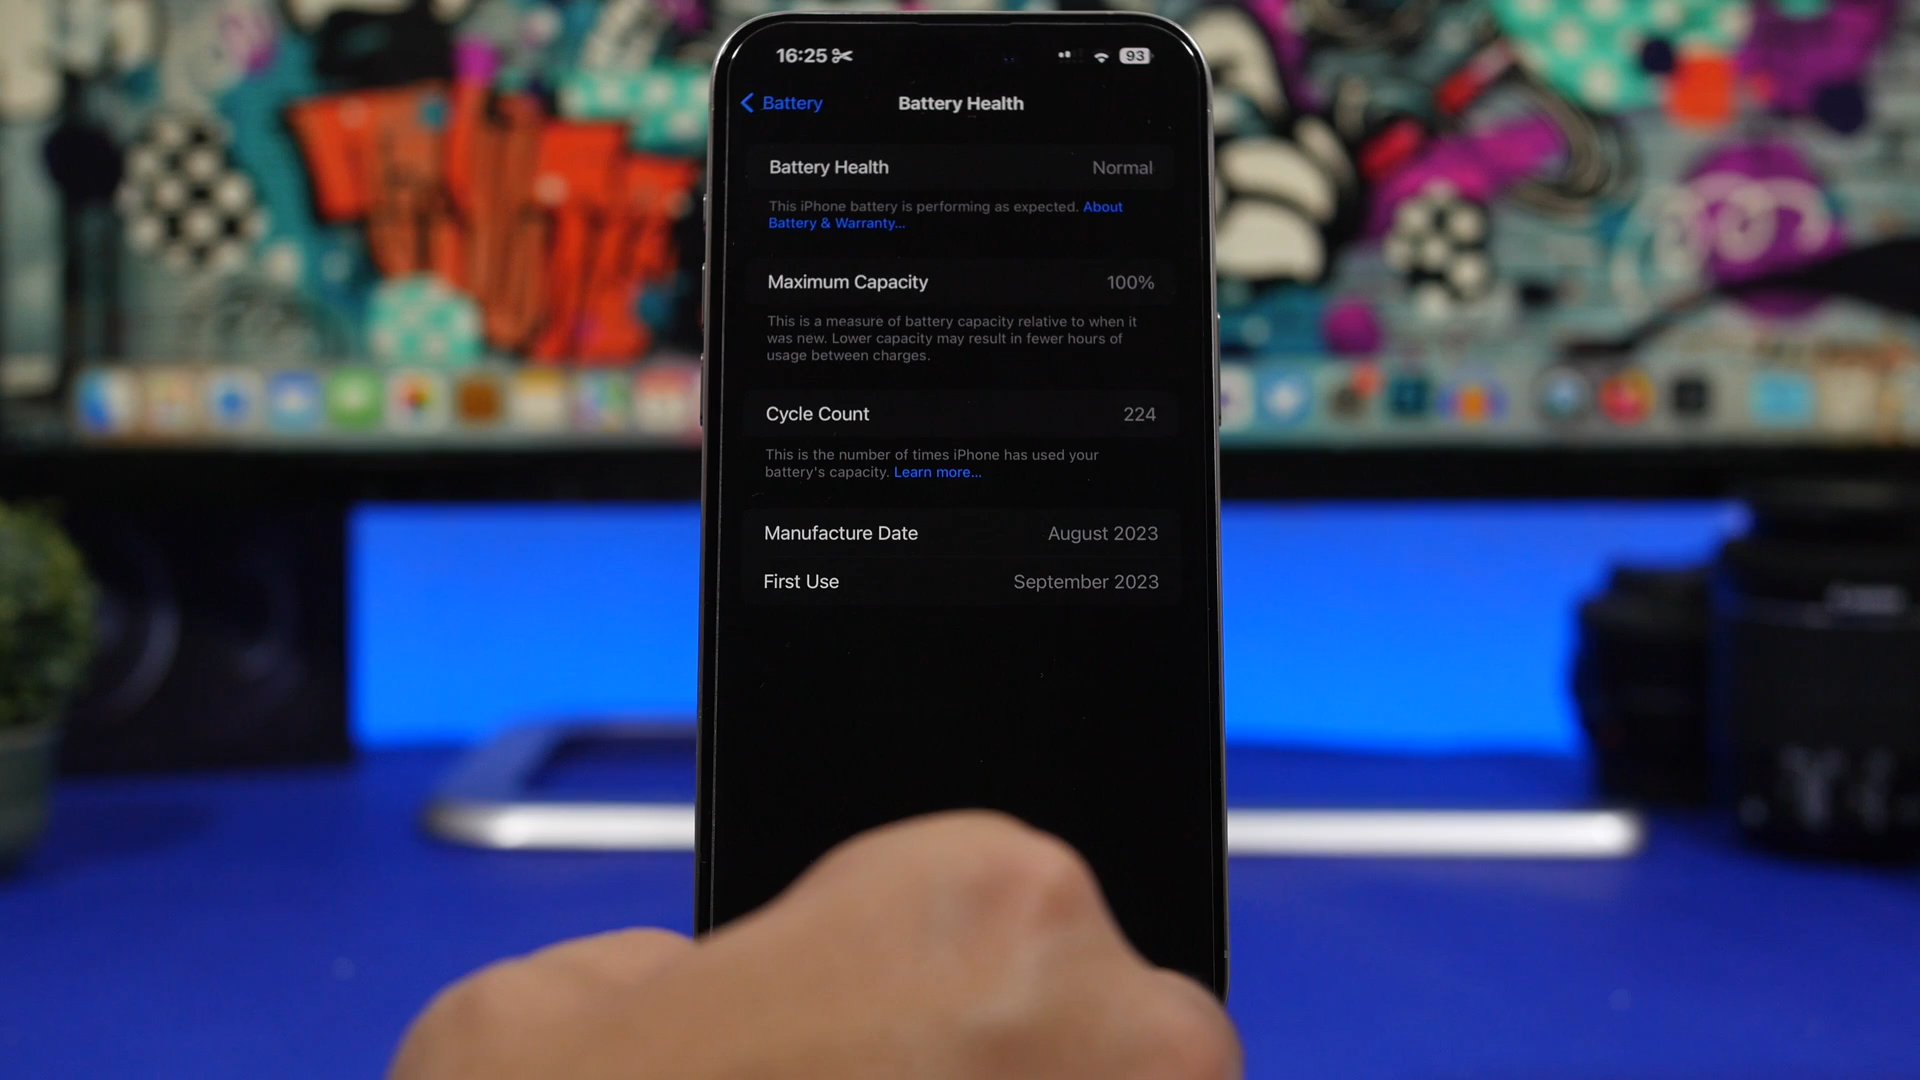 16:25
93
Battery
Battery Health
Battery Health Normal
This iPhone battery is performing as expected. About
Battery & Warranty...
Maximum Capacity 100%
This is a measure of battery capacity relative to when it
was new. Lower capacity may result in fewer hours of
usage between charges.
Cycle Count 224
This is the number of times iPhone has used your
battery's capacity. Learn more...
Manufacture Date August 2023
First Use September 2023